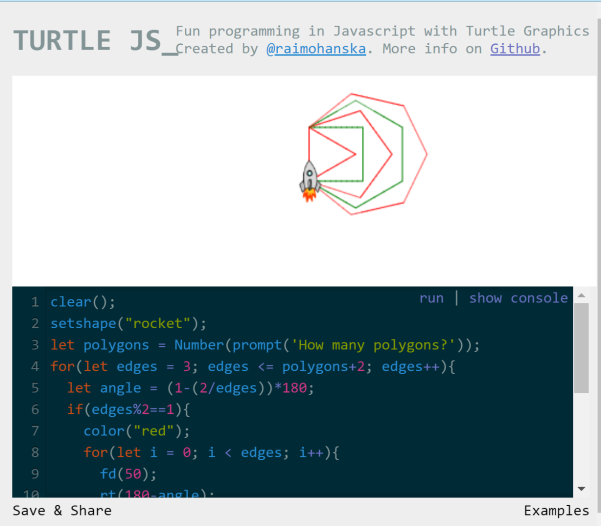 TURTLE JS_
Fun programming in Javascript with Turtle Graphics
Created by @raimohanska. More info on Github.
run | show console
1 clear();
2 setshape("rocket");
3 let polygons = Number(prompt('How many polygons?'));
4 for(let edges = 3; edges <= polygons+2; edges++){
5 let angle = (1-(2/edges))*180;
6 if(edges%2==1){
7 color("red");
8 for(let i = 0; i < edges; i++){
9 fd(50);
10 rt(180-angle);
Save & Share
Examples